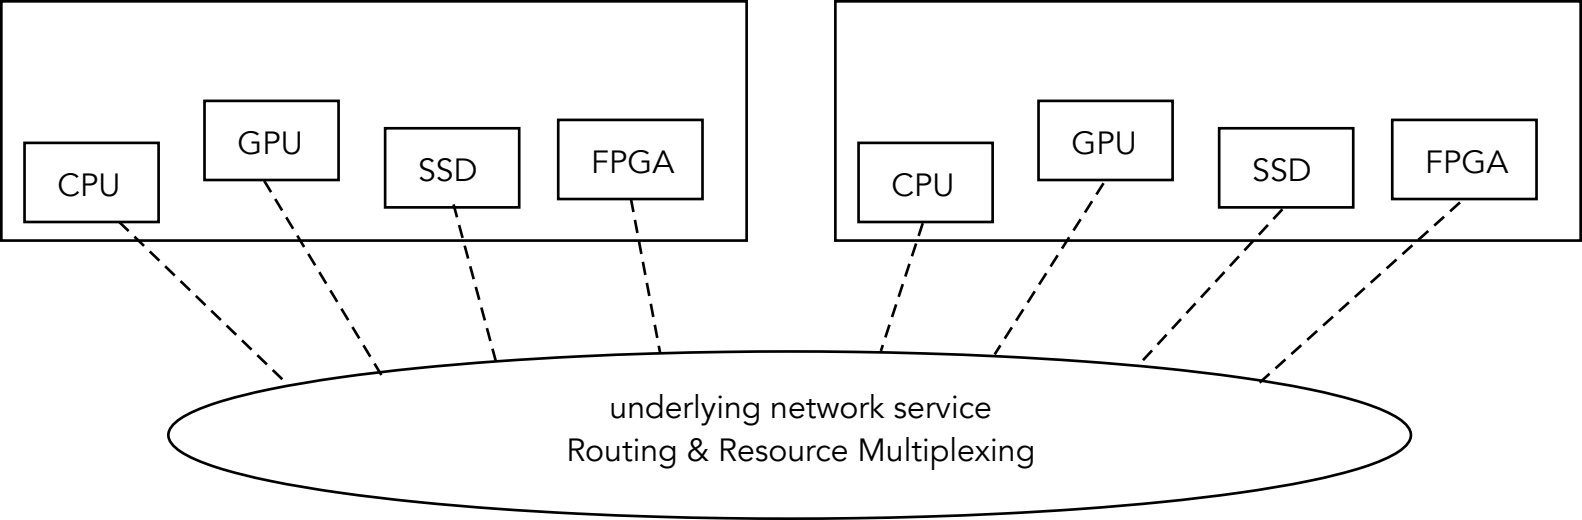 CPU
GPU
SSD
FPGA
CPU
GPU
SSD
FPGA
underlying network service
Routing & Resource Multiplexing